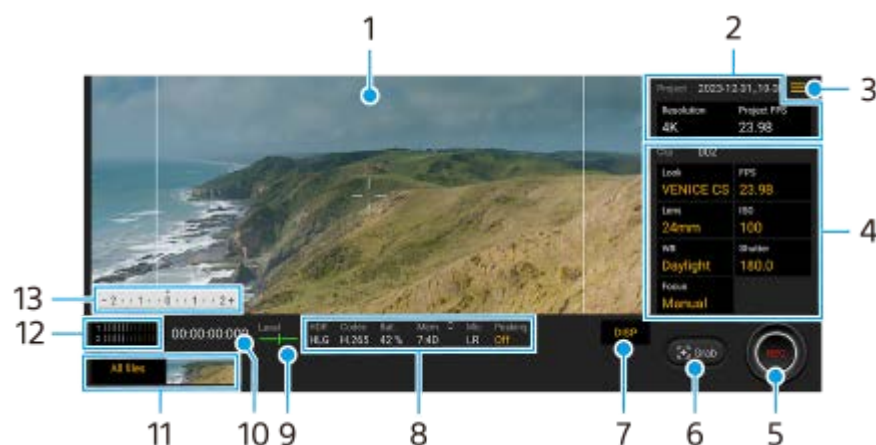 1
2
Project 2023-12-31_10-3
3
Resolution Project FPS
4K 23.98
Clip 002
Look FPS
VENICE CS 23.98
Lens ISO
24mm 100
4
WB Shutter
Daylight 180.0
Focus
Manual
13
-2 1 0 1 2+
12
00:00:00:000
Level
HDR Codec Bat. Mem. Mic Peaking
HLG H.265 42% LR Off
DISP
Grab
REC
All files
11 10 9 8 7 6 5